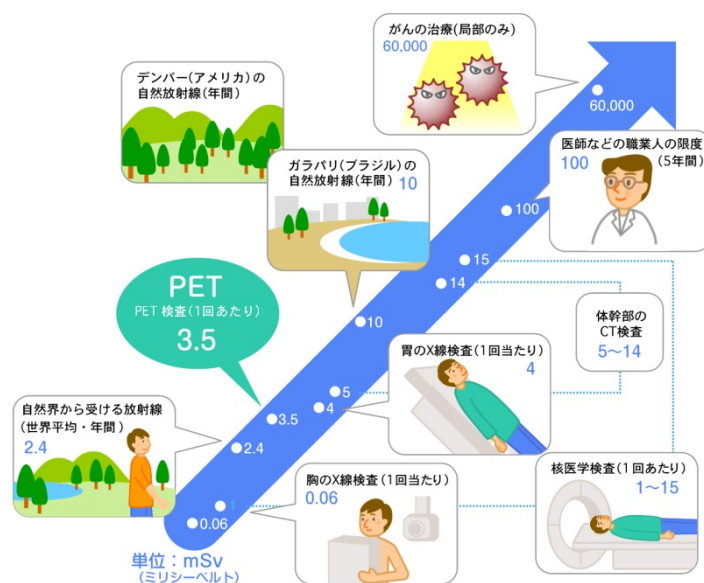 がんの治療(局部のみ)
60,000
デンバー(アメリカ)の
自然放射線(年間)
60,000
医師などの職業人の限度
(5年間)
100
ガラパリ(ブラジル)の
自然放射線(年間)
10
100
15
14
PET
PET 検査(1回あたり)
3.5
10
体幹部の
CT検査
5〜14
胃のX線検査(1回当たり)
4
5
4
3.5
2.4
自然界から受ける放射線
(世界平均・年間)
2.4
胸のX線検査(1回当たり)
0.06
核医学検査(1回あたり)
1〜15
1
0.06
単位:mSv
(ミリシーベルト)